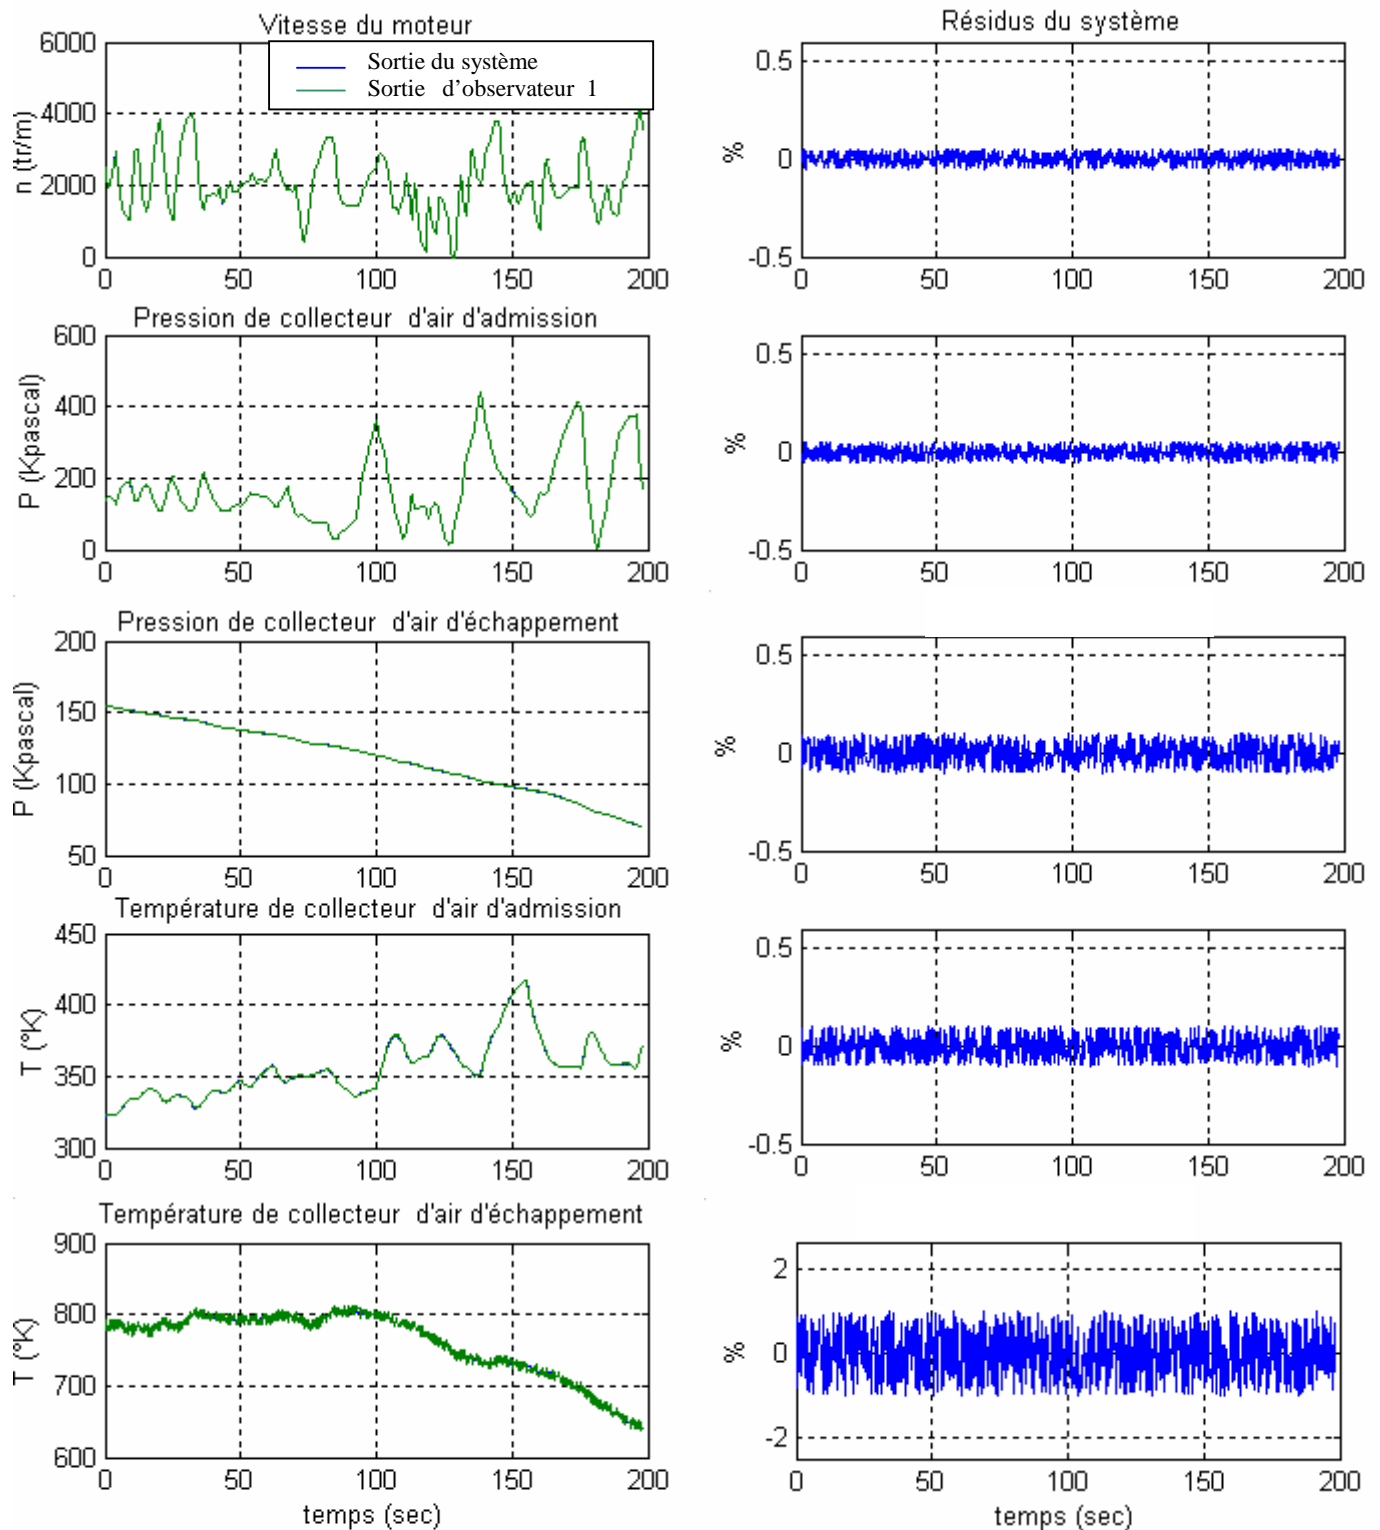 Vitesse du moteur
Résidus du système
Sortie du système
Sortie d'observateur 1
6000
4000
2000
0
n (tr/m)
0 50 100 150 200
0.5
0
-0.5
%
0 50 100 150 200
Pression de collecteur d'air d'admission
600
400
200
0
P (Kpascal)
0 50 100 150 200
0.5
0
-0.5
%
0 50 100 150 200
Pression de collecteur d'air d'échappement
200
150
100
50
P (Kpascal)
0 50 100 150 200
0.5
0
-0.5
%
0 50 100 150 200
Température de collecteur d'air d'admission
450
400
350
300
T (°K)
0 50 100 150 200
0.5
0
-0.5
%
0 50 100 150 200
Température de collecteur d'air d'échappement
900
800
700
600
T (°K)
0 50 100 150 200
temps (sec)
2
0
-2
%
0 50 100 150 200
temps (sec)